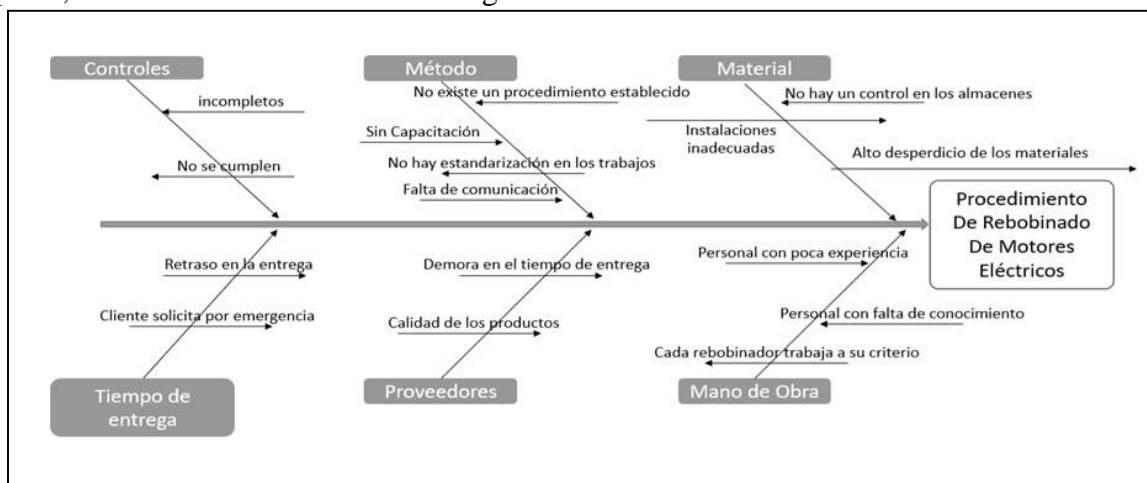 Controles
incompletos
No se cumplen
Método
No existe un procedimiento establecido
Sin Capacitación
No hay estandarización en los trabajos
Falta de comunicación
Material
No hay un control en los almacenes
Instalaciones
inadecuadas
Alto desperdicio de los materiales
Procedimiento
De Rebobinado
De Motores
Eléctricos
Retraso en la entrega
Cliente solicita por emergencia
Tiempo de
entrega
Demora en el tiempo de entrega
Calidad de los productos
Proveedores
Personal con poca experiencia
Personal con falta de conocimiento
Cada rebobinador trabaja a su criterio
Mano de Obra